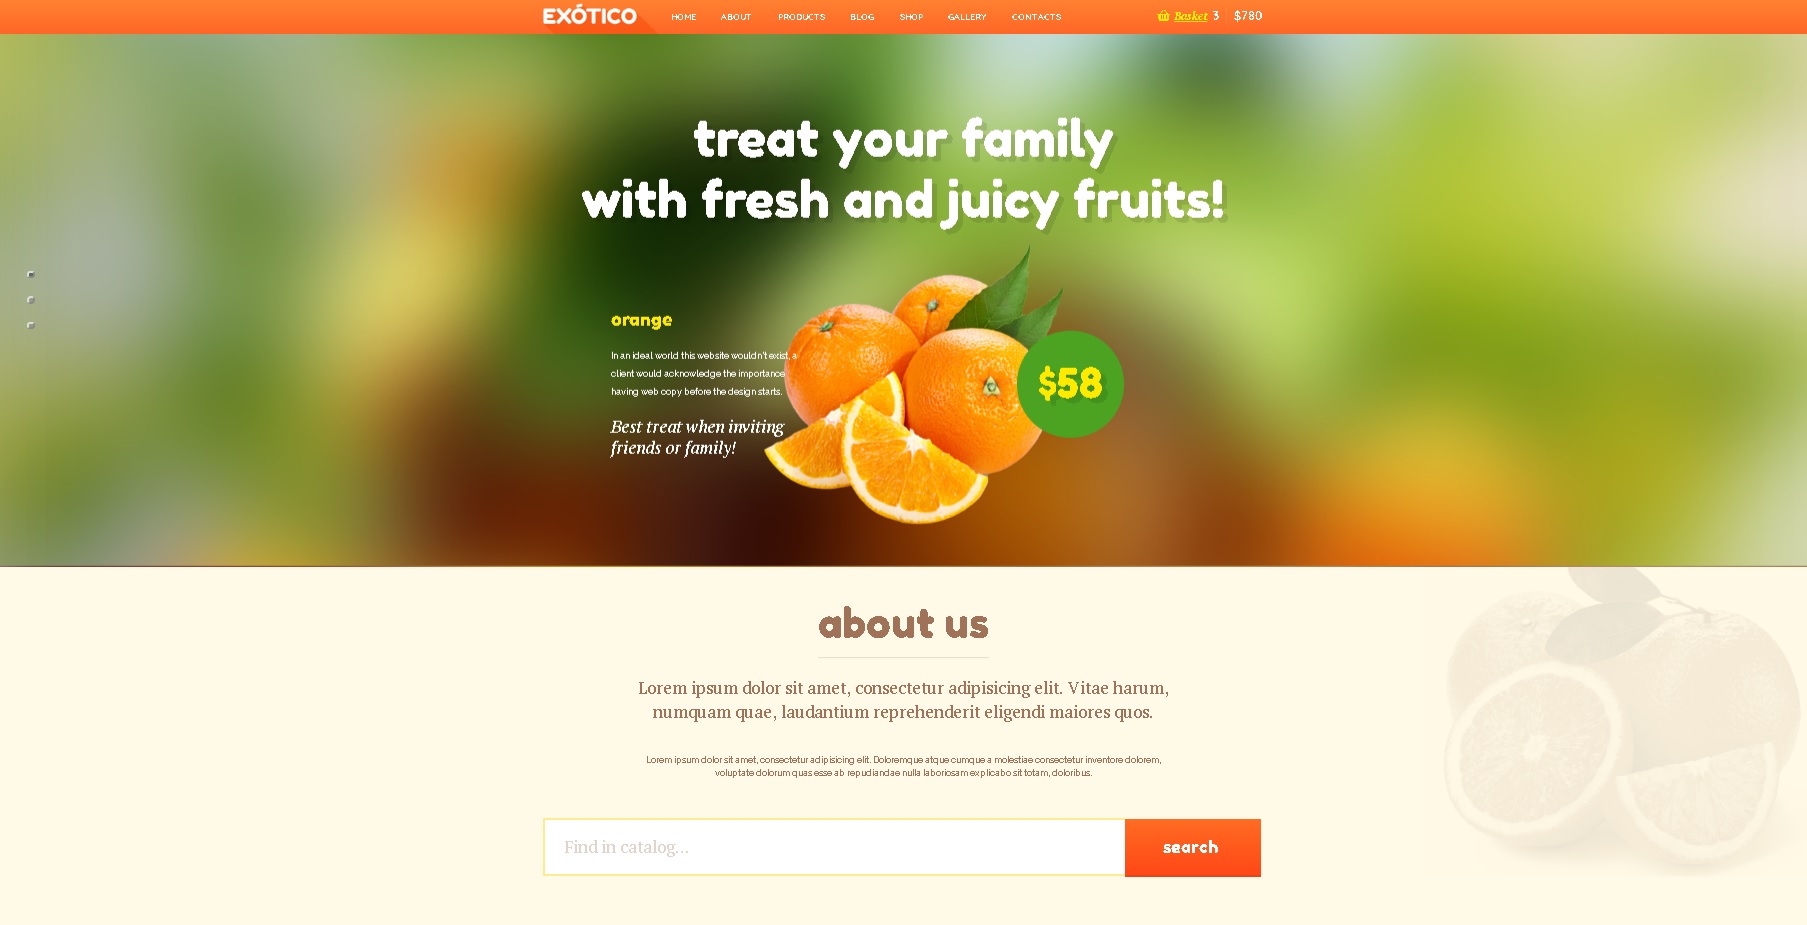 EXÓTICO
HOME ABOUT PRODUCTS BLOG SHOP GALLERY CONTACTS
Basket 3 $780
treat your family
with fresh and juicy fruits!
orange
In an ideal world this website wouldn't exist, a
client would acknowledge the importance
having web copy before the design starts.
Best treat when inviting
friends or family!
$58
about us
Lorem ipsum dolor sit amet, consectetur adipisicing elit. Vitae harum,
numquam quae, laudantium reprehenderit eligendi maiores quos.
Lorem ipsum dolor sit amet, consectetur adipisicing elit. Doloremque atque cumque a molestiae consectetur inventore dolorem,
voluptate dolorum quas esse ab repudiandae nulla laboriosam explicabo sit totam, doloribus.
Find in catalog...
search